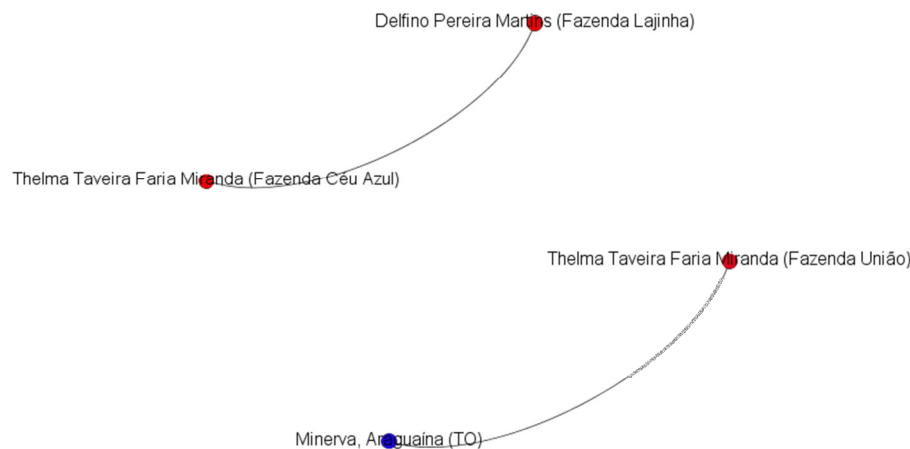 Delfino Pereira Martins (Fazenda Lajinha)
Thelma Taveira Faria Miranda (Fazenda Céu Azul)
Thelma Taveira Faria Miranda (Fazenda União)
Minerva, Araguaína (TO)